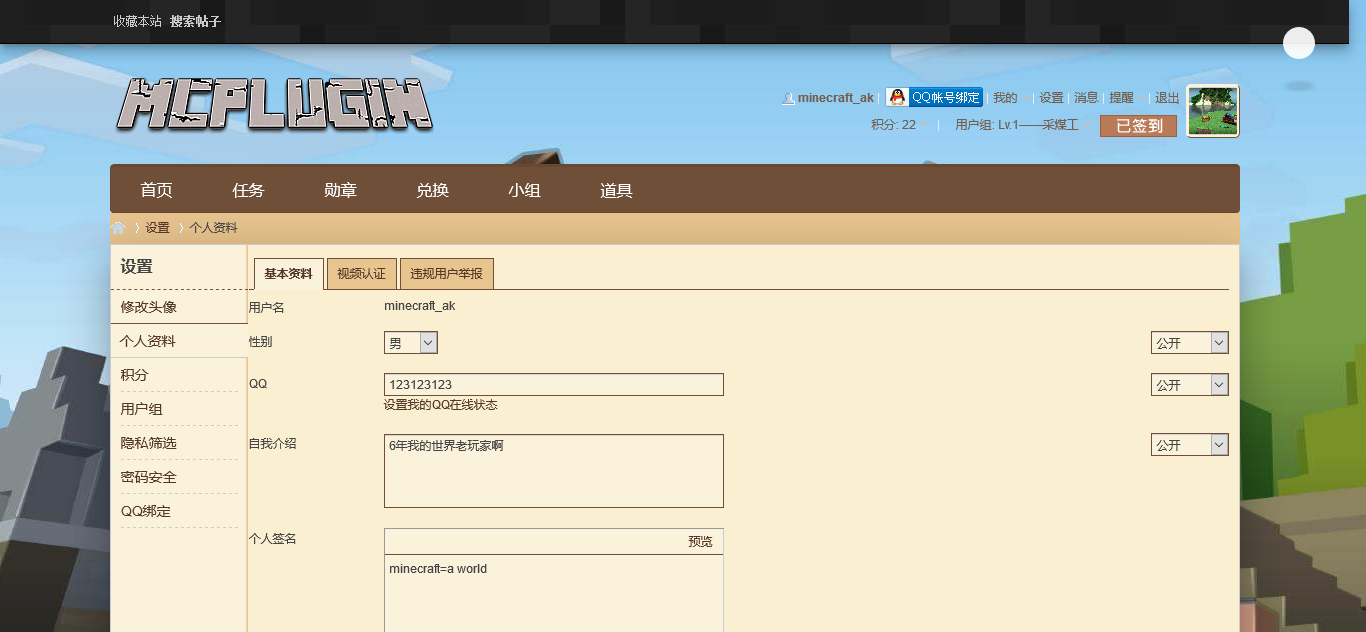 收藏本站 搜索帖子
MCPLUGIN
minecraft_ak | QQ帐号绑定 | 我的 | 设置 | 消息 | 提醒 | 退出
积分: 22 | 用户组: Lv.1——采煤工 已签到
首页 任务 勋章 兑换 小组 道具
设置 个人资料
设置
修改头像
个人资料
积分
用户组
隐私筛选
密码安全
QQ绑定
基本资料 视频认证 违规用户举报
用户名 minecraft_ak
性别 男 公开
QQ 123123123 公开
设置我的QQ在线状态
自我介绍 6年我的世界老玩家啊 公开
个人签名 预览
minecraft=a world